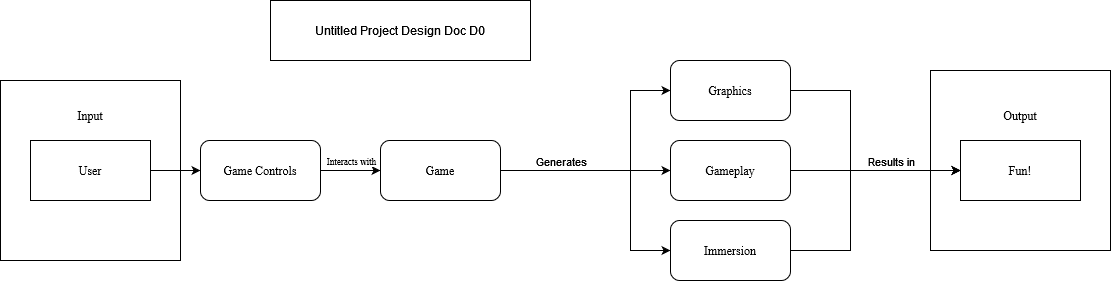 Untitled Project Design Doc D0
Input
User
Game Controls
Interacts with
Game
Generates
Graphics
Gameplay
Immersion
Results in
Output
Fun!